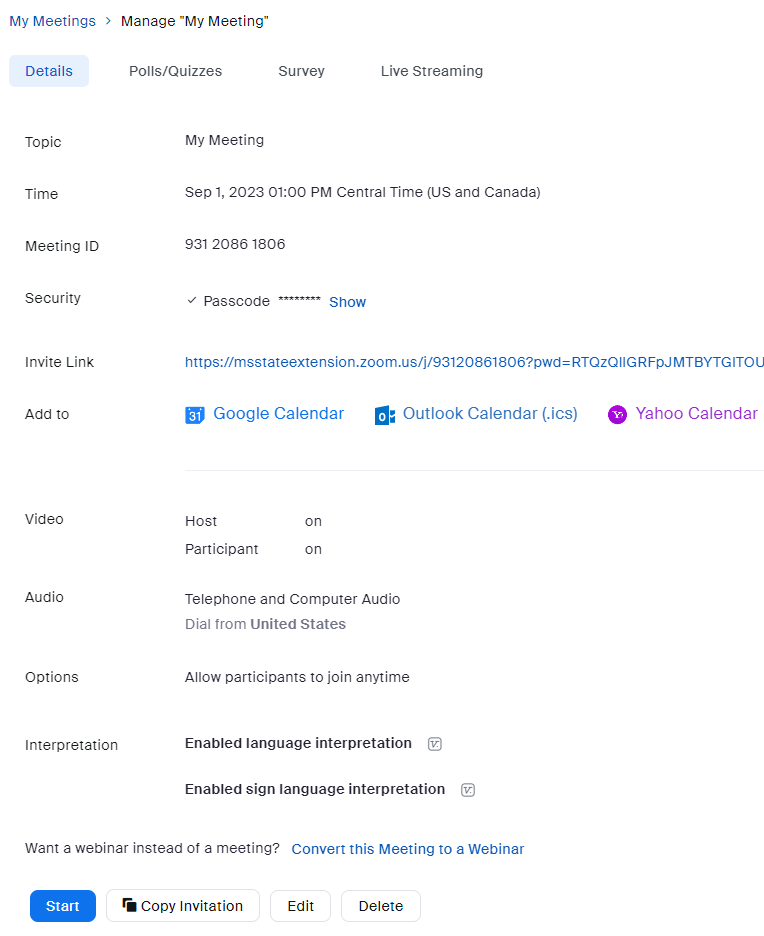 My Meetings > Manage "My Meeting"
Details Polls/Quizzes Survey Live Streaming
Topic My Meeting
Time Sep 1, 2023 01:00 PM Central Time (US and Canada)
Meeting ID 931 2086 1806
Security ✓ Passcode ******** Show
Invite Link https://msstateextension.zoom.us/j/93120861806?pwd=RTQzQllGRFpJMTBYTGlTOU
Add to 31 Google Calendar Outlook Calendar (.ics) Yahoo Calendar
Video
Host on
Participant on
Audio Telephone and Computer Audio
Dial from United States
Options Allow participants to join anytime
Interpretation Enabled language interpretation
Enabled sign language interpretation
Want a webinar instead of a meeting? Convert this Meeting to a Webinar
Start Copy Invitation Edit Delete